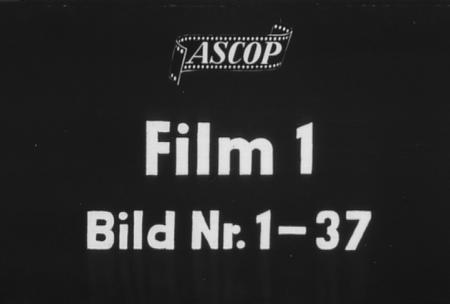 ASCOP
Film 1
Bild Nr. 1-37